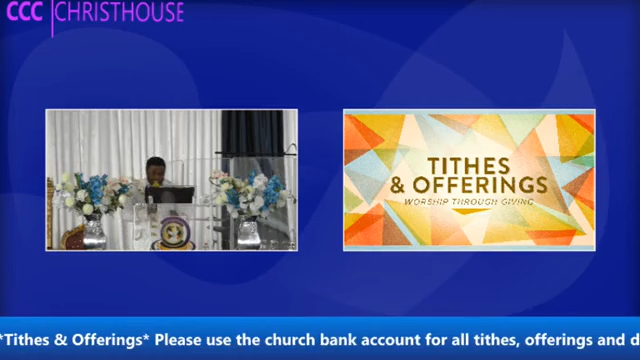 CCC CHRISTHOUSE
TITHES
& OFFERINGS
WORSHIP THROUGH GIVING
*Tithes & Offerings* Please use the church bank account for all tithes, offerings and d